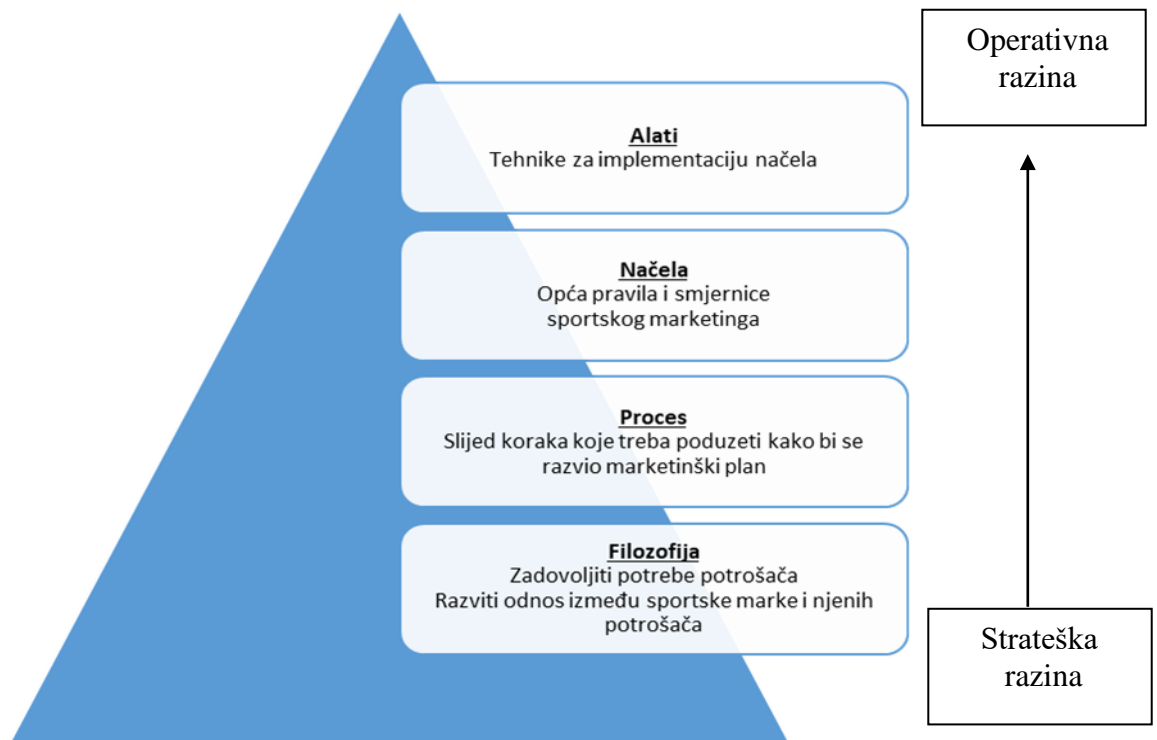 Operativna
razina
Alati
Tehnike za implementaciju načela
Načela
Opća pravila i smjernice
sportskog marketinga
Proces
Slijed koraka koje treba poduzeti kako bi se
razvio marketinški plan
Filozofija
Zadovoljiti potrebe potrošača
Razviti odnos između sportske marke i njenih
potrošača
Strateška
razina